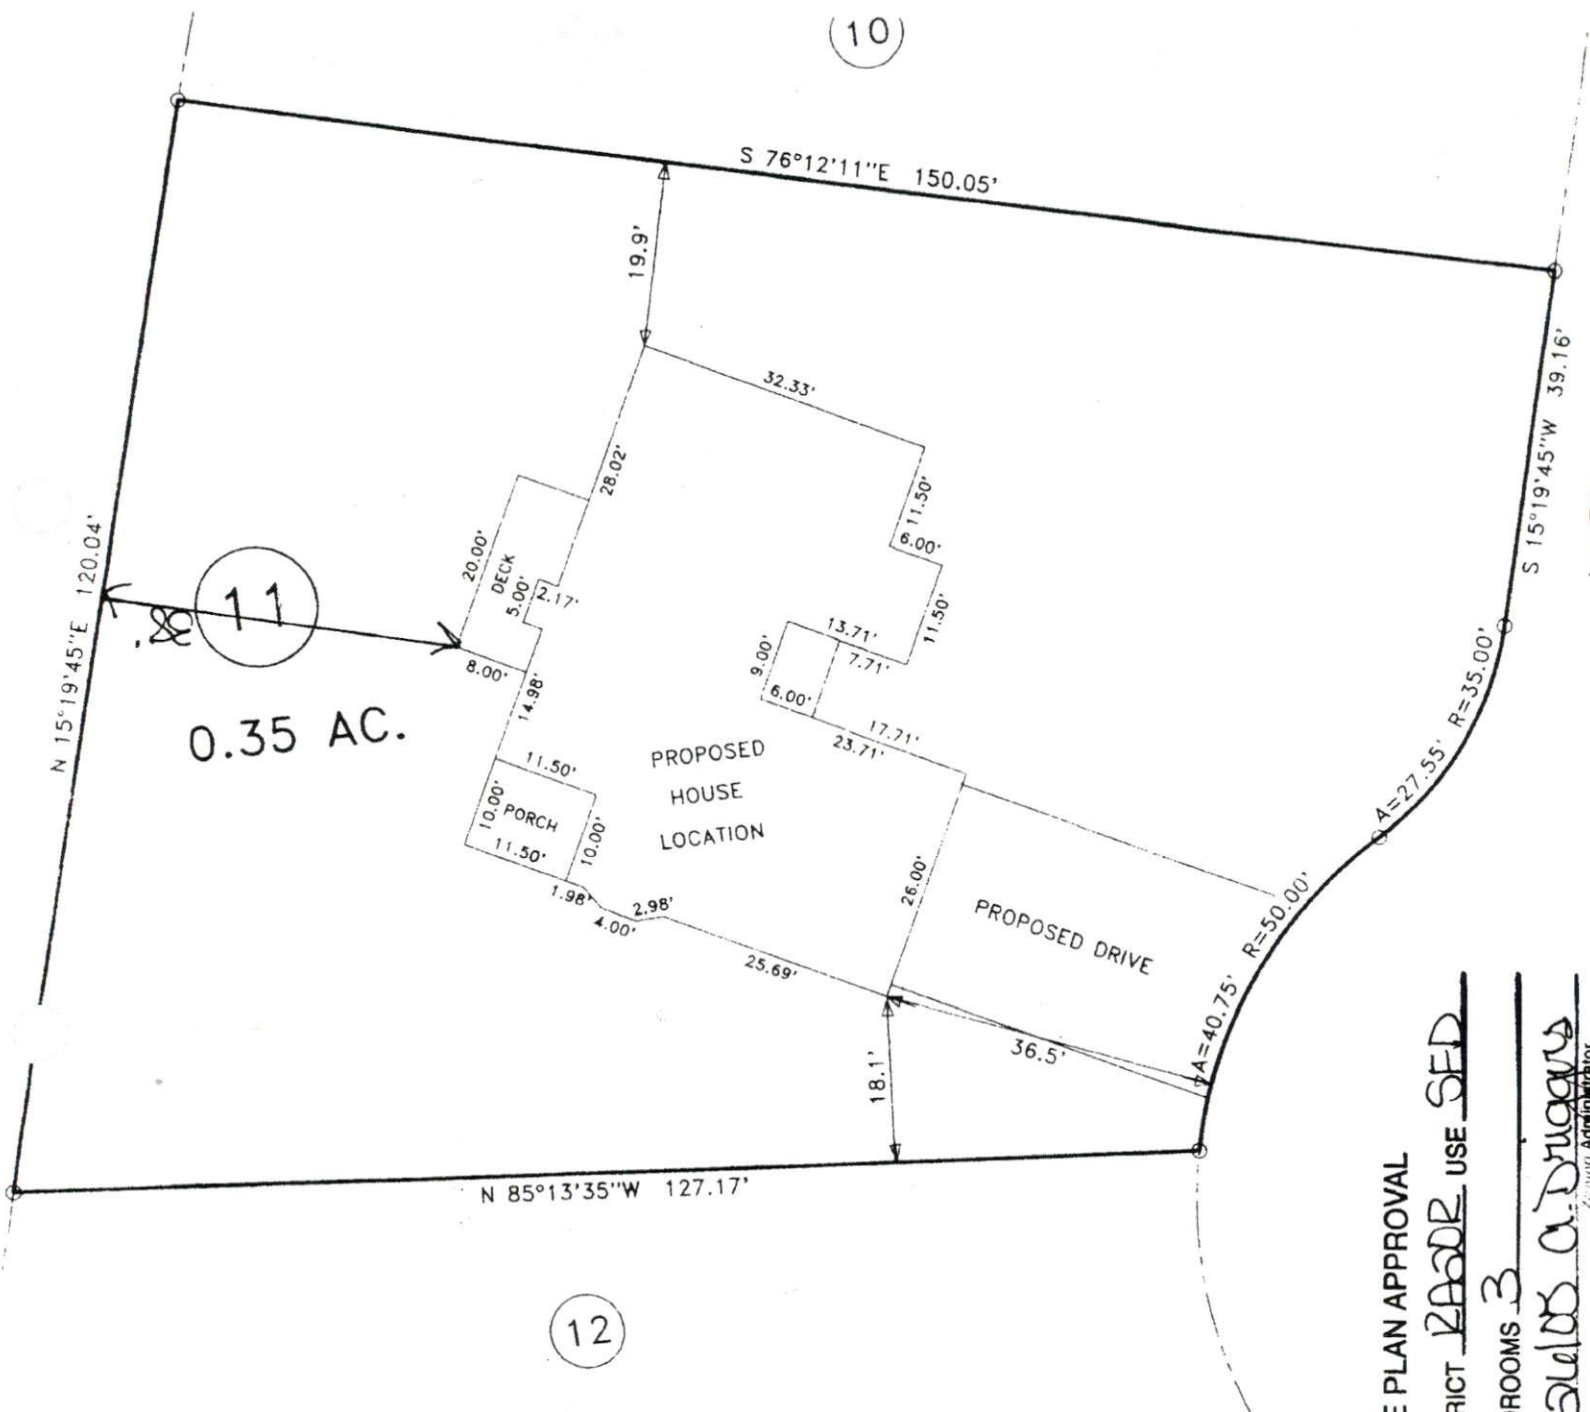 10
S 76°12'11"E 150.05'
19.9'
32.33'
S 15°19'45"W 39.16'
28.02'
11.50'
6.00'
11.50'
20.00'
DECK
5.00'
2.17'
N 15°19'45"E 120.04'
11
38'
8.00'
14.98'
13.71'
7.71'
9.00'
6.00'
17.71'
23.71'
R=35.00'
A=27.55'
0.35 AC.
PROPOSED
HOUSE
LOCATION
11.50'
10.00'
PORCH
10.00'
11.50'
1.98'
4.00'
2.98'
25.69'
26.00'
PROPOSED DRIVE
R=50.00'
A=40.75'
36.5'
18.1'
N 85°13'35"W 127.17'
12
E PLAN APPROVAL
RICT RA20R USE SFD
ROOMS 3
Administrator